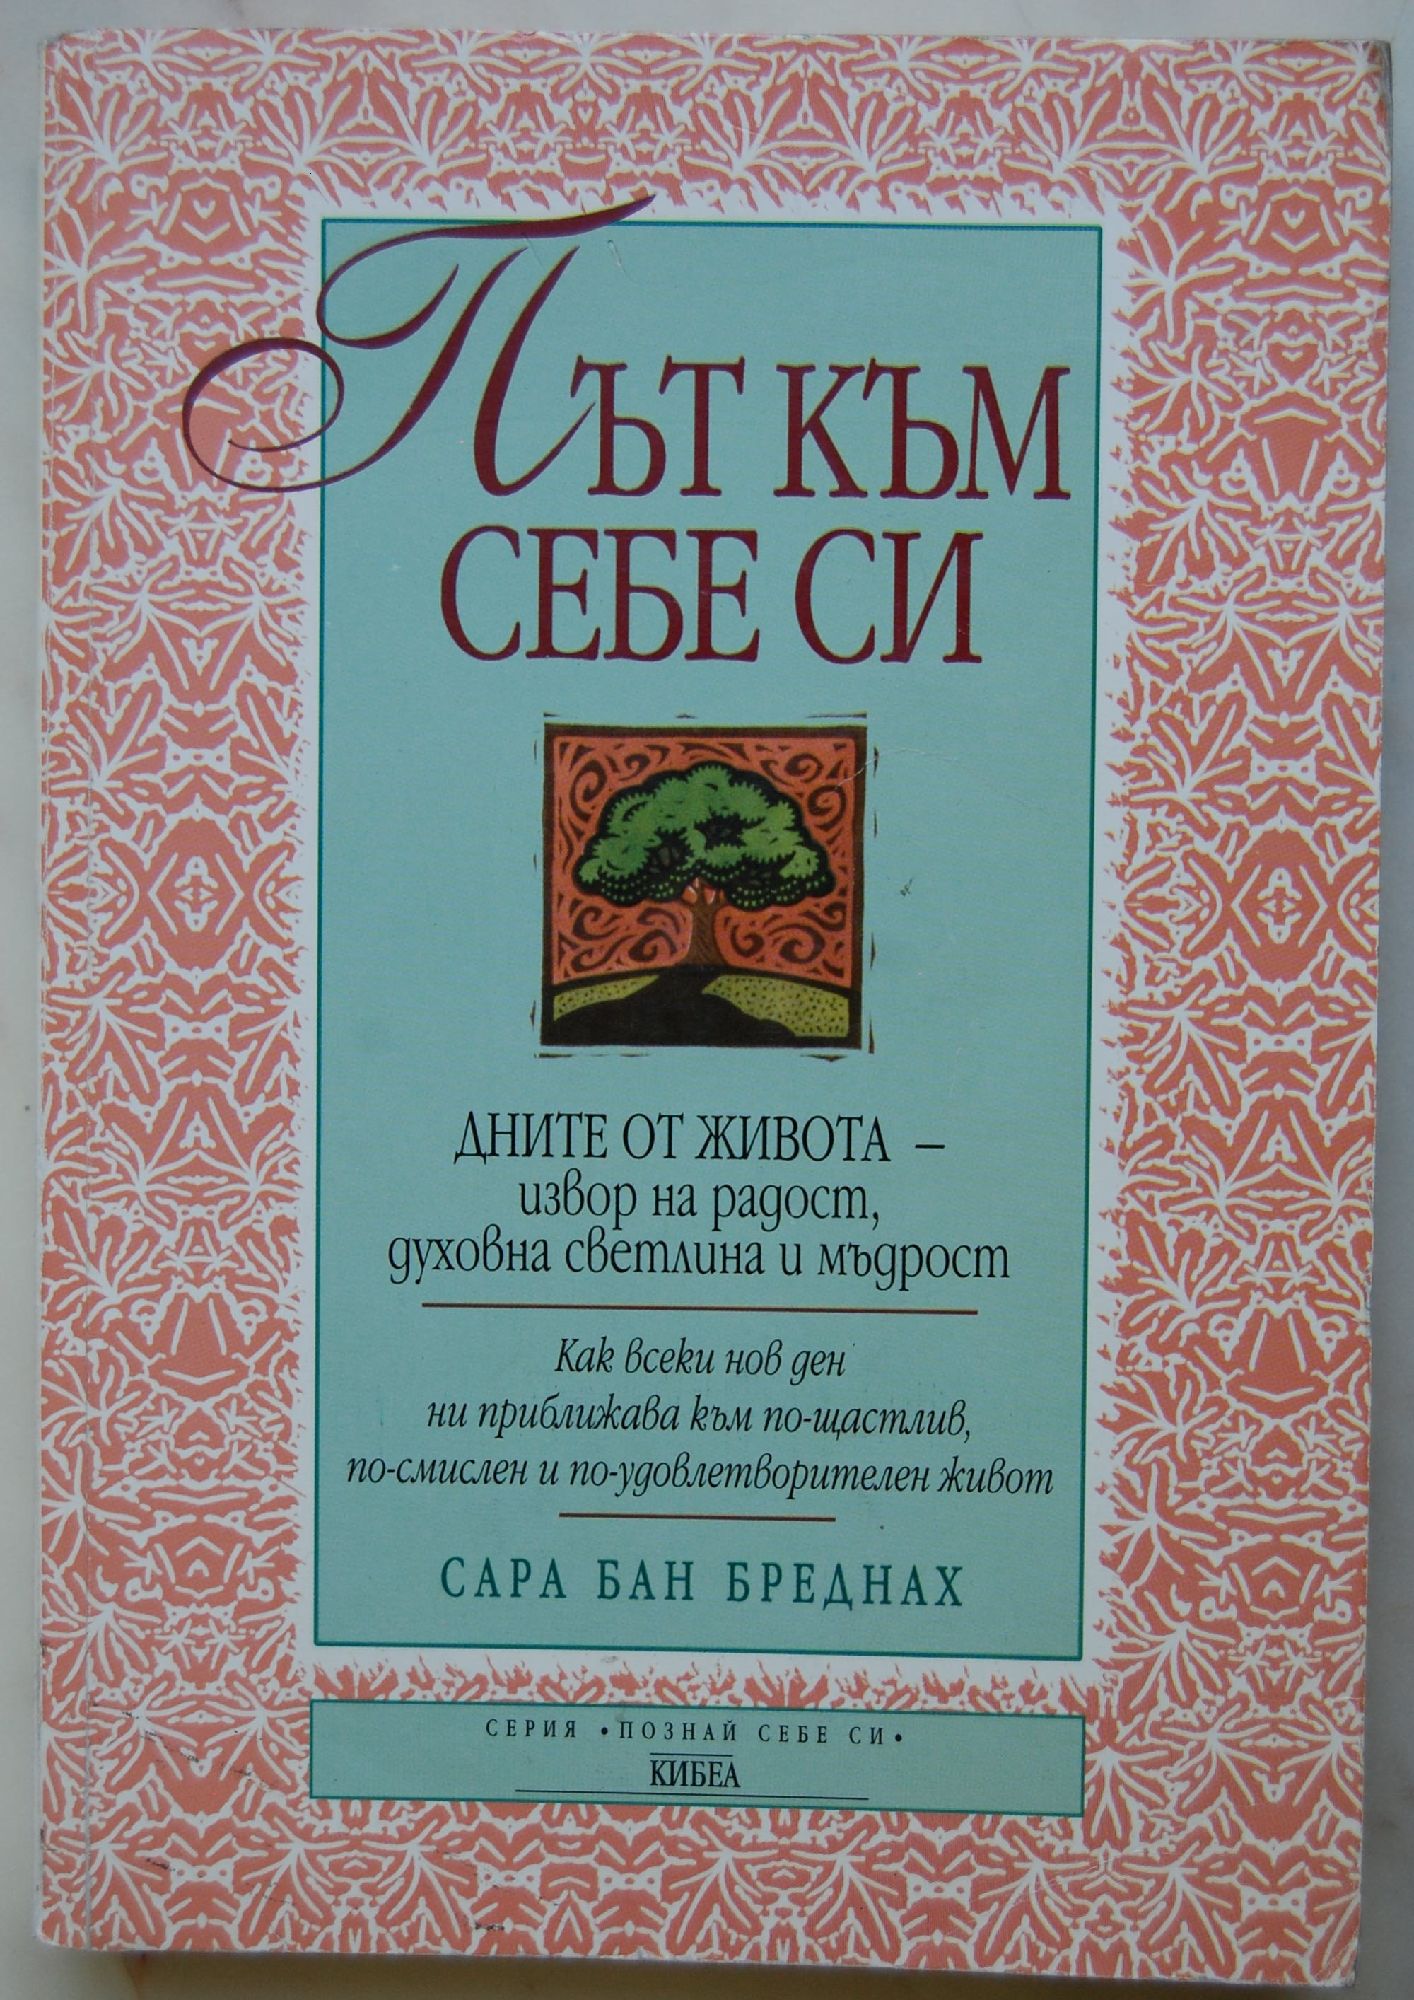 ПЪТ КЪМ
СЕБЕ СИ
ДНИТЕ ОТ ЖИВОТА –
извор на радост,
духовна светлина и мъдрост
Как всеки нов ден
ни приближава към по-щастлив,
по-смислен и по-удовлетворителен живот
САРА БАН БРЕДНАХ
СЕРИЯ • ПОЗНАЙ СЕБЕ СИ •
КИБЕА